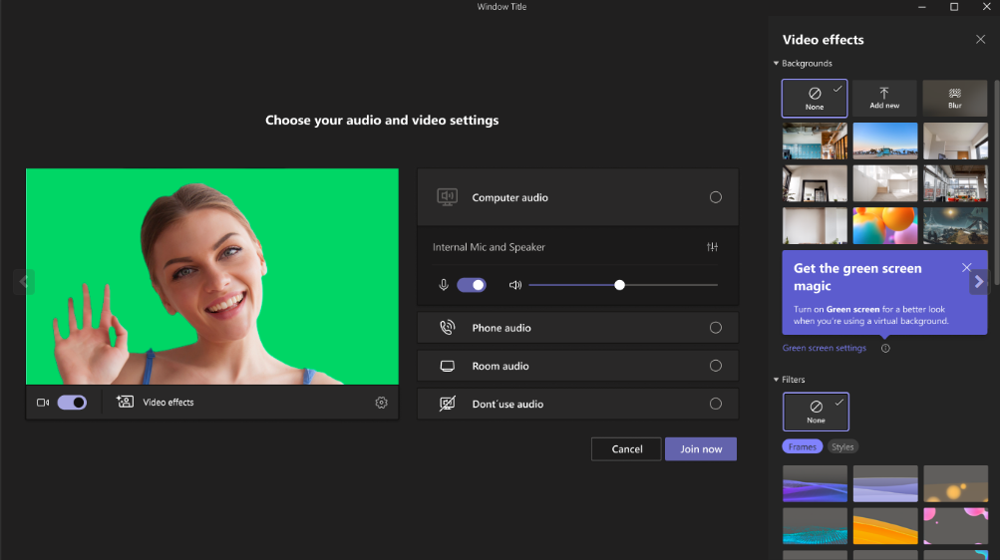 Window Title
Choose your audio and video settings
Video effects
Computer audio
Internal Mic and Speaker
Phone audio
Room audio
Dont´use audio
Cancel
Join now
Video effects
Backgrounds
None
Add new
Blur
Get the green screen
magic
Turn on Green screen for a better look
when you're using a virtual background.
Green screen settings
Filters
None
Frames
Styles